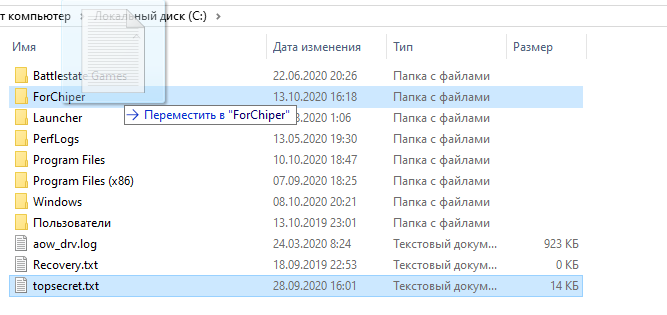 т компьютер > Локальный диск (C:) >
Имя Дата изменения Тип Размер
Battlestate Games 22.06.2020 20:26 Папка с файлами
ForChiper 13.10.2020 16:18 Папка с файлами
Переместить в "ForChiper"
Launcher 1:06 Папка с файлами
PerfLogs 13.05.2020 19:30 Папка с файлами
Program Files 10.10.2020 18:47 Папка с файлами
Program Files (x86) 07.09.2020 18:25 Папка с файлами
Windows 08.10.2020 20:21 Папка с файлами
Пользователи 13.10.2019 23:01 Папка с файлами
aow_drv.log 24.03.2020 8:24 Текстовый докум... 923 КБ
Recovery.txt 18.09.2019 22:53 Текстовый докум... 0 КБ
topsecret.txt 28.09.2020 16:01 Текстовый докум... 14 КБ